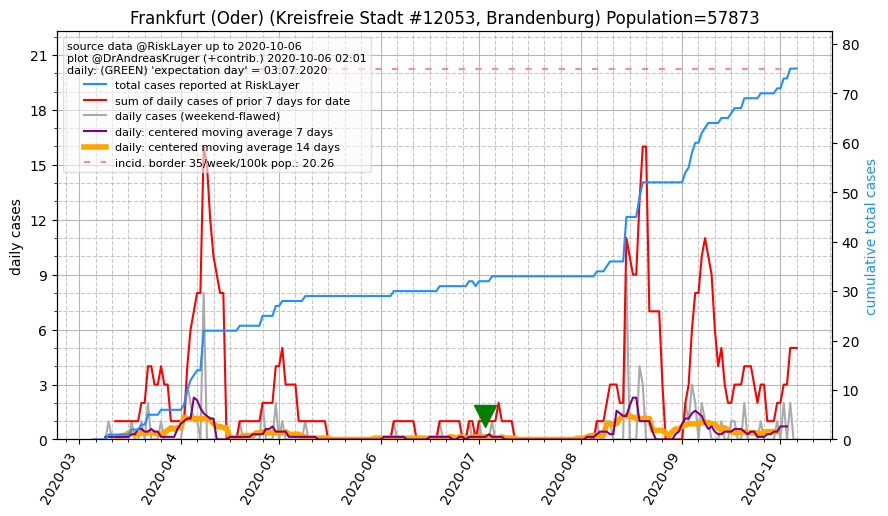 Frankfurt (Oder) (Kreisfreie Stadt #12053, Brandenburg) Population=57873
source data @RiskLayer up to 2020-10-06
plot @DrAndreasKruger (+contrib.) 2020-10-06 02:01
daily: (GREEN) 'expectation day' = 03.07.2020
total cases reported at RiskLayer
sum of daily cases of prior 7 days for date
daily cases (weekend-flawed)
daily: centered moving average 7 days
daily: centered moving average 14 days
incid. border 35/week/100k pop.: 20.26
daily cases
21
18
15
12
9
6
3
0
80
70
60
50
40
30
20
10
0
cumulative total cases
2020-03
2020-04
2020-05
2020-06
2020-07
2020-08
2020-09
2020-10